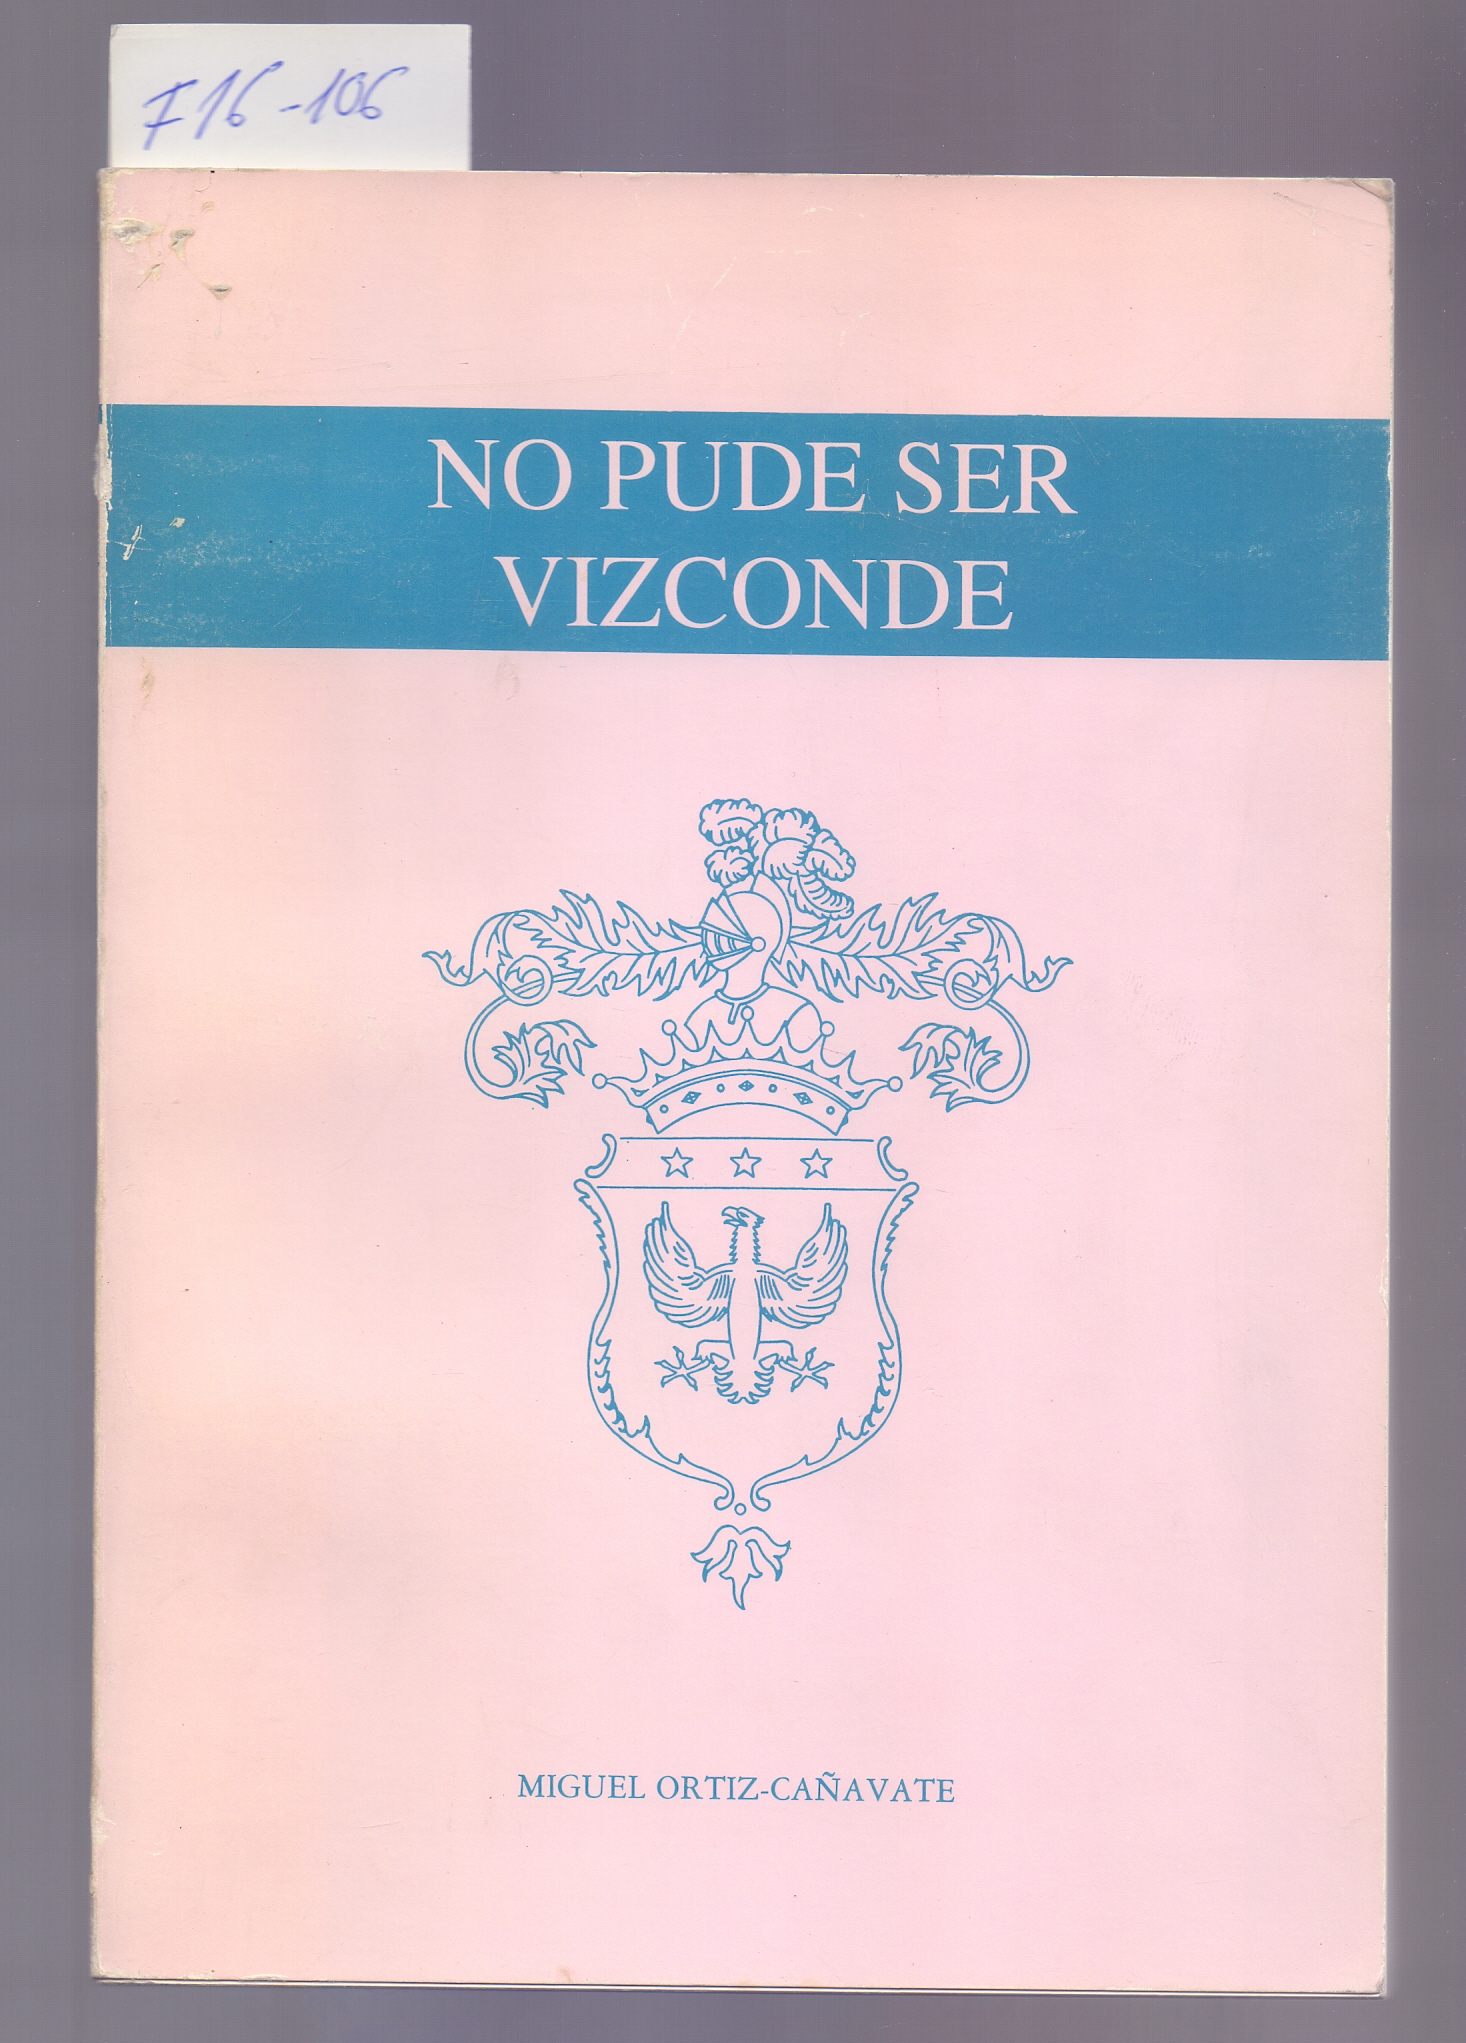 F16-106
NO PUDE SER
VIZCONDE
MIGUEL ORTIZ-CAÑAVATE